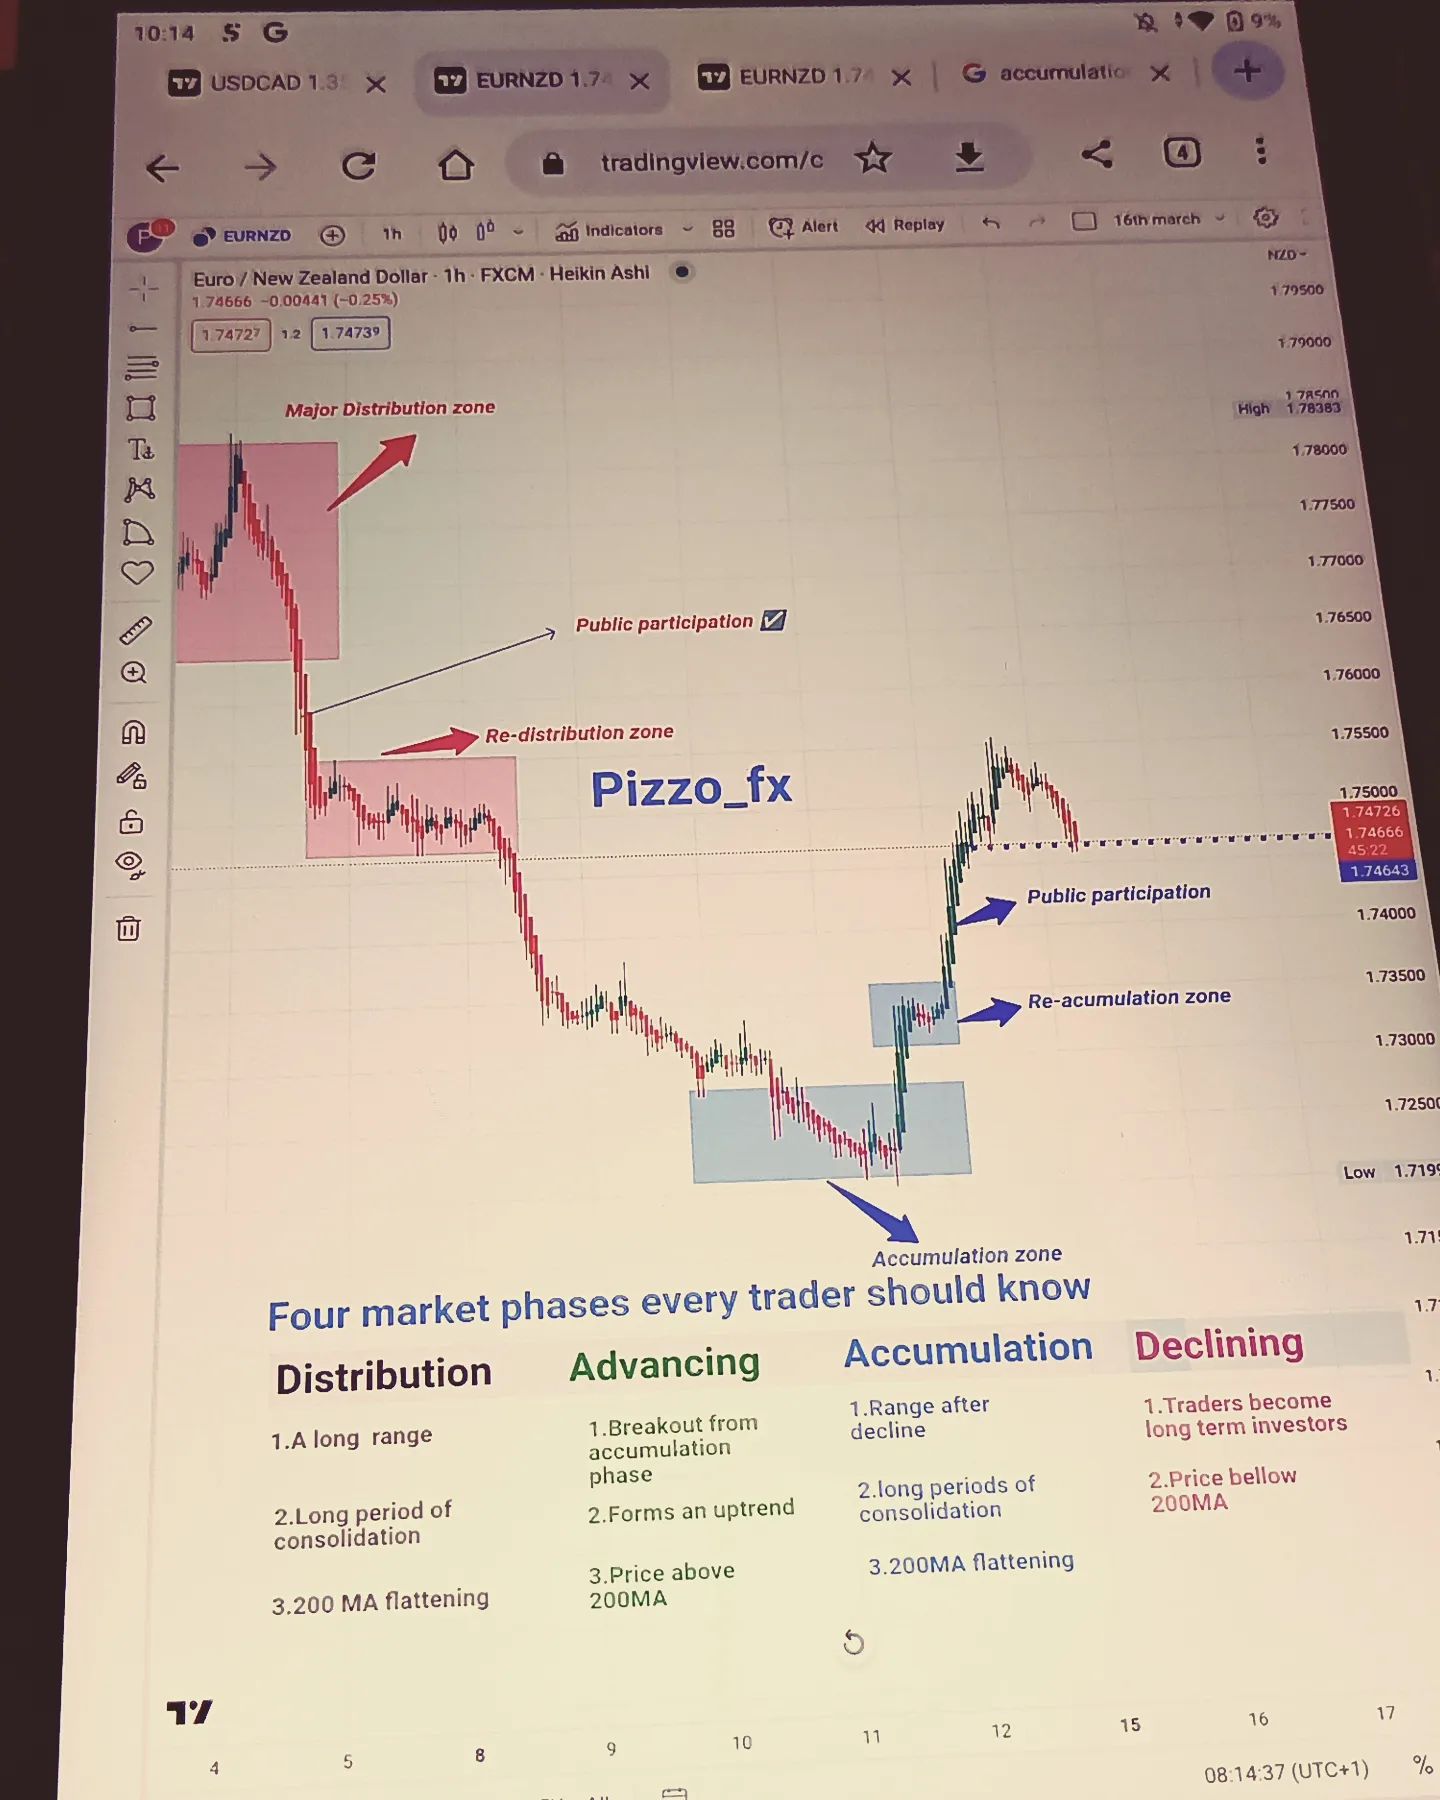 10:14 S G 9%
USDCAD 1.3
EURNZD 1.74
EURNZD 1.74
G accumulatio
tradingview.com/c
4
P 11
EURNZD
1h
Indicators
Alert
Replay
16th march
Euro / New Zealand Dollar · 1h · FXCM · Heikin Ashi
NZD
1.74666 −0.00441 (−0.25%)
1.74727 1.2 1.74739
1.79500
1.79000
1.78500
High 1.78383
1.78000
1.77500
1.77000
1.76500
1.76000
1.75500
1.75000
1.74726
1.74666
45:22
1.74643
1.74000
1.73500
1.73000
1.7250
Low 1.719
1.71
1.7
1.
Major Distribution zone
Public participation ☑
Re-distribution zone
Pizzo_fx
Public participation
Re-acumulation zone
Accumulation zone
Four market phases every trader should know
Distribution
1.A long range
2.Long period of
consolidation
3.200 MA flattening
Advancing
1.Breakout from
accumulation
phase
2.Forms an uptrend
3.Price above
200MA
Accumulation
1.Range after
decline
2.long periods of
consolidation
3.200MA flattening
Declining
1.Traders become
long term investors
2.Price bellow
200MA
4 5 8 9 10 11 12 15 16 17
08:14:37 (UTC+1) %